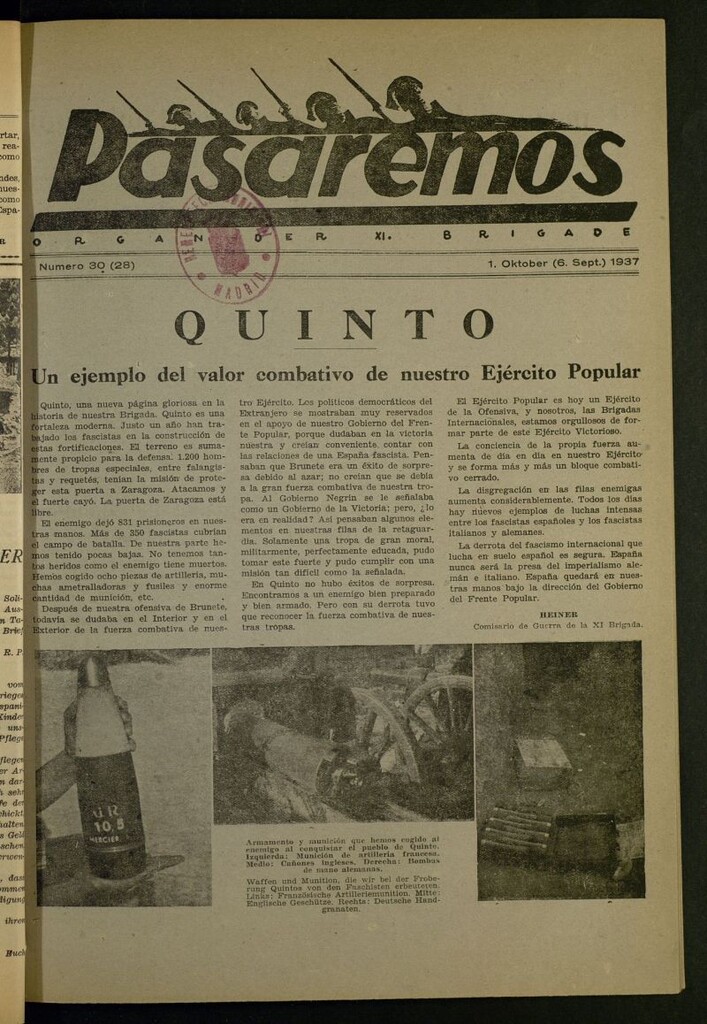 Pasaremos
ORGAN DER XI. BRIGADE
HEMEROTECA MUNICIPAL
MADRID
Numero 30 (28)
1. Oktober (6. Sept.) 1937
QUINTO
Un ejemplo del valor combativo de nuestro Ejército Popular
Quinto, una nueva página gloriosa en la
historia de nuestra Brigada. Quinto es una
fortaleza moderna. Justo un año han tra-
bajado los fascistas en la construcción de
estas fortificaciones. El terreno es suma-
mente propicio para la defensa. 1.200 hom-
bres de tropas especiales, entre falangis-
tas y requetés, tenían la misión de prote-
ger esta puerta a Zaragoza. Atacamos y
el fuerte cayó. La puerta de Zaragoza está
libre.
El enemigo dejó 831 prisioneros en nues-
tras manos. Más de 350 fascistas cubrían
el campo de batalla. De nuestra parte he-
mos tenido pocas bajas. No tenemos tan-
tos heridos como el enemigo tiene muertos.
Hemos cogido ocho piezas de artillería, mu-
chas ametralladoras y fusiles y enorme
cantidad de munición, etc.
Después de nuestra ofensiva de Brunete,
todavía se dudaba en el Interior y en el
Exterior de la fuerza combativa de nues-
tro Ejército. Los políticos democráticos del
Extranjero se mostraban muy reservados
en el apoyo de nuestro Gobierno del Fren-
te Popular, porque dudaban en la victoria
nuestra y creían conveniente contar con
las relaciones de una España fascista. Pen-
saban que Brunete era un éxito de sorpre-
sa debido al azar; no creían que se debía
a la gran fuerza combativa de nuestra tro-
pa. Al Gobierno Negrín se le señalaba
como un Gobierno de la Victoria; pero, ¿lo
era en realidad? Así pensaban algunos ele-
mentos en nuestras filas de la retaguar-
dia. Solamente una tropa de gran moral,
militarmente, perfectamente educada, pudo
tomar este fuerte y pudo cumplir con una
misión tan difícil como la señalada.
En Quinto no hubo éxitos de sorpresa.
Encontramos a un enemigo bien preparado
y bien armado. Pero con su derrota tuvo
que reconocer la fuerza combativa de nues-
tras tropas.
El Ejército Popular es hoy un Ejército
de la Ofensiva, y nosotros, las Brigadas
Internacionales, estamos orgullosos de for-
mar parte de este Ejército Victorioso.
La conciencia de la propia fuerza au-
menta de día en día en nuestro Ejército
y se forma más y más un bloque combati-
vo cerrado.
La disgregación en las filas enemigas
aumenta considerablemente. Todos los días
hay nuevos ejemplos de luchas intensas
entre los fascistas españoles y los fascistas
italianos y alemanes.
La derrota del fascismo internacional que
lucha en suelo español es segura. España
nunca será la presa del imperialismo ale-
mán e italiano. España quedará en nues-
tras manos bajo la dirección del Gobierno
del Frente Popular.
HEINER
Comisario de Guerra de la XI Brigada.
10,5
MERCIER
Armamento y munición que hemos cogido al
enemigo al conquistar el pueblo de Quinto.
Izquierda: Munición de artillería francesa.
Medio: Cañones ingleses. Derecha: Bombas
de mano alemanas.
Waffen und Munition, die wir bei der Frobe-
rung Quintos von den Faschisten erbeuteten.
Links: Französische Artilleriemunition. Mitte:
Englische Geschütze. Rechts: Deutsche Hand-
granaten.